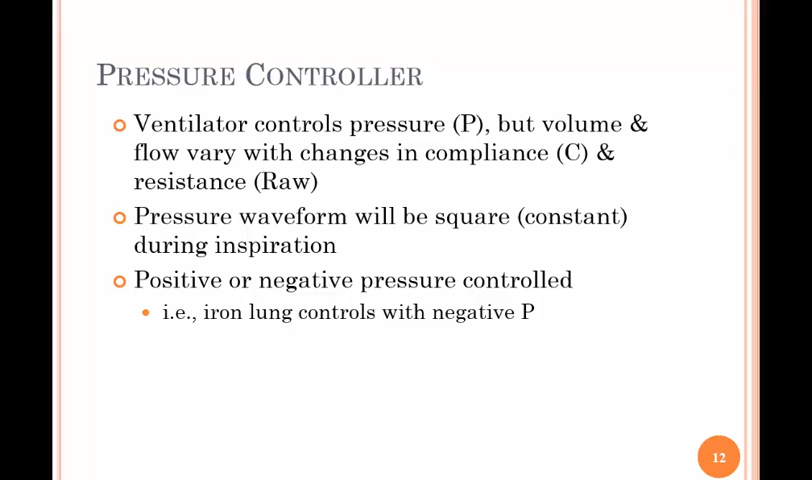 PRESSURE CONTROLLER
Ventilator controls pressure (P), but volume &
flow vary with changes in compliance (C) &
resistance (Raw)
Pressure waveform will be square (constant)
during inspiration
Positive or negative pressure controlled
i.e., iron lung controls with negative P
12